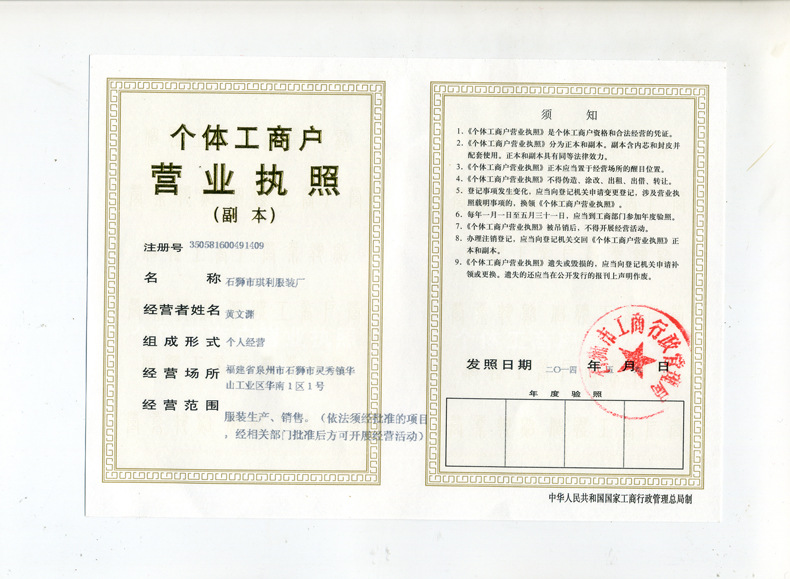 个体工商户
营业执照
（副 本）
注册号 350581600491409
名 称 石狮市琪利服装厂
经营者姓名 黄文渊
组成形式 个人经营
经营场所 福建省泉州市石狮市灵秀镇华
山工业区华南1区1号
经营范围
服装生产、销售。（依法须经批准的项目
，经相关部门批准后方可开展经营活动）
须 知
1、《个体工商户营业执照》是个体工商户资格和合法经营的凭证。
2、《个体工商户营业执照》分为正本和副本。副本含内芯和封皮并
配套使用。正本和副本具有同等法律效力。
3、《个体工商户营业执照》正本应当置于经营场所的醒目位置。
4、《个体工商户营业执照》不得伪造、涂改、出租、出借、转让。
5、登记事项发生变化，应当向登记机关申请变更登记，涉及营业执
照载明事项的，换领《个体工商户营业执照》。
6、每年一月一日至五月三十一日，应当到工商部门参加年度验照。
7、《个体工商户营业执照》被吊销后，不得开展经营活动。
8、办理注销登记，应当向登记机关交回《个体工商户营业执照》正
本和副本。
9、《个体工商户营业执照》遗失或毁损的，应当向登记机关申请补
领或更换。遗失的还应当在公开发行的报刊上声明作废。
石狮市工商行政管理局
发照日期 二〇一四 年 五 月 日
年 度 验 照
中华人民共和国国家工商行政管理总局制